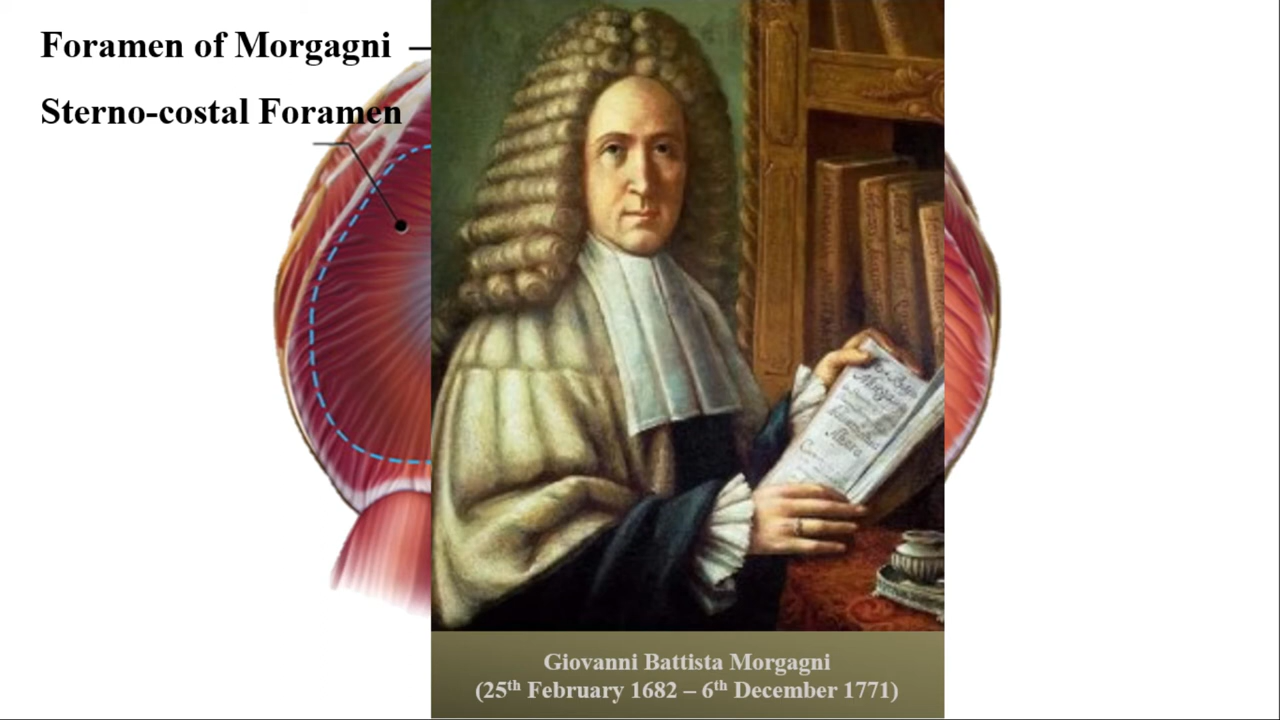 Foramen of Morgagni
Sterno-costal Foramen
Giovanni Battista Morgagni
(25th February 1682 – 6th December 1771)